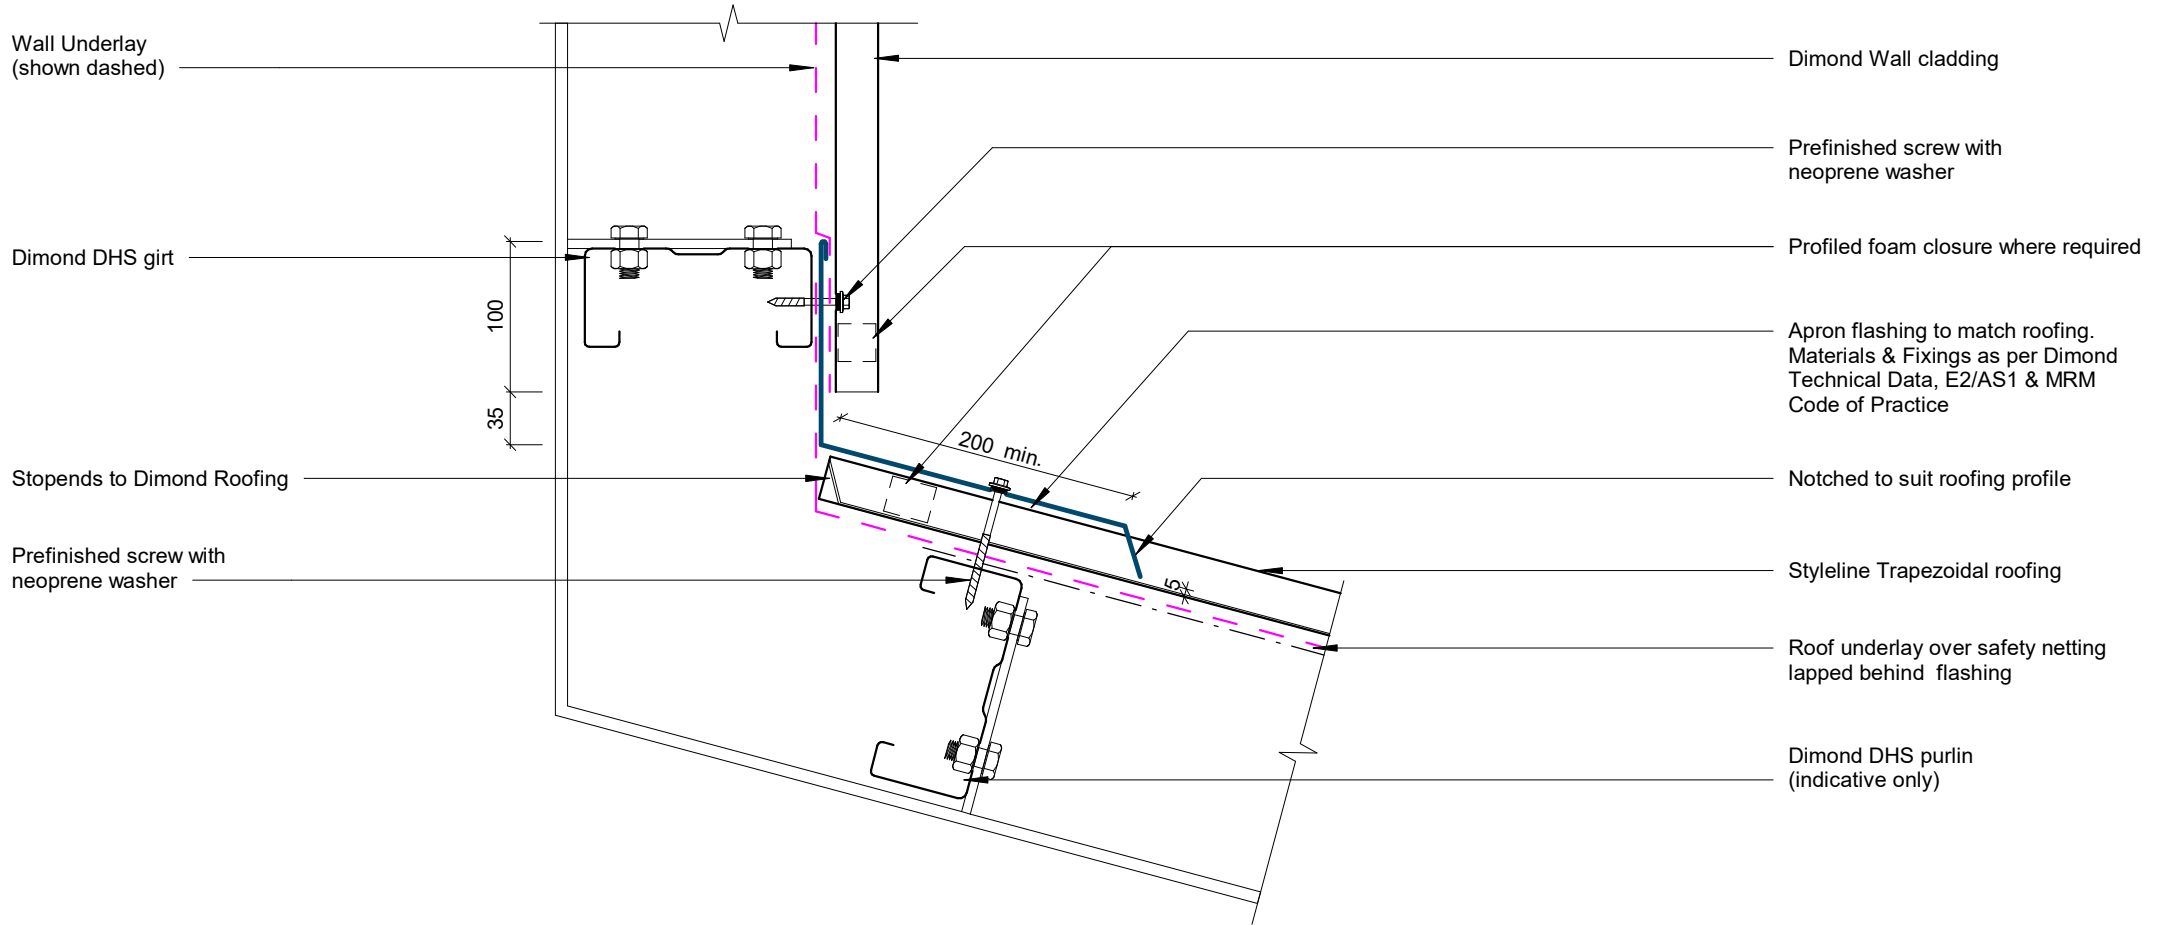 Wall Underlay
(shown dashed)
Dimond DHS girt
Stopends to Dimond Roofing
Prefinished screw with
neoprene washer
100
35
200 min.
5
Dimond Wall cladding
Prefinished screw with
neoprene washer
Profiled foam closure where required
Apron flashing to match roofing.
Materials & Fixings as per Dimond
Technical Data, E2/AS1 & MRM
Code of Practice
Notched to suit roofing profile
Styleline Trapezoidal roofing
Roof underlay over safety netting
lapped behind flashing
Dimond DHS purlin
(indicative only)